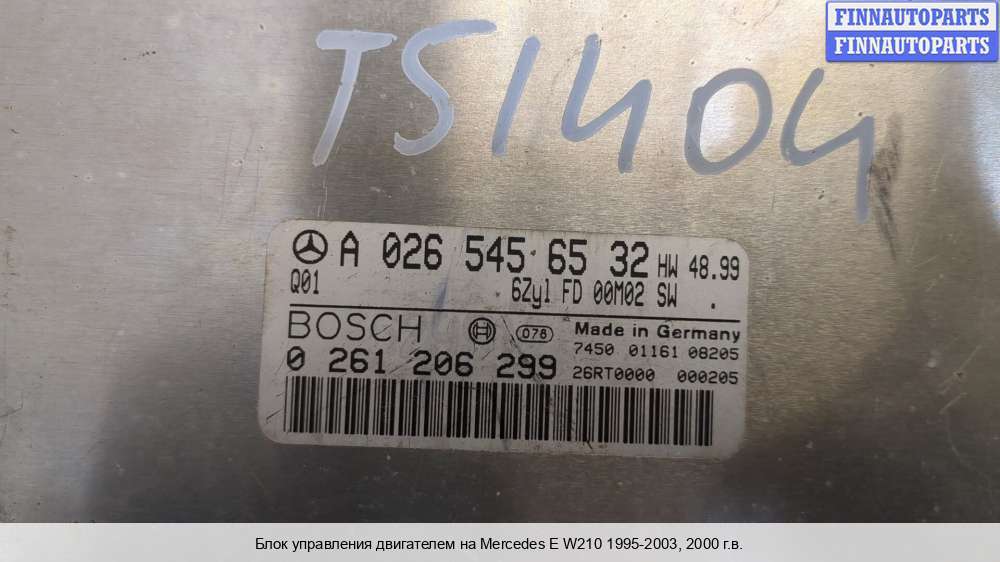 FINNAUTOPARTS
FINNAUTOPARTS
TS1404
A 026 545 65 32 HW 48.99
Q01 6Zyl FD 00M02 SW .
BOSCH 078 Made in Germany
7450 01161 08205
0 261 206 299 26RT0000 000205
Блок управления двигателем на Mercedes E W210 1995-2003, 2000 г.в.